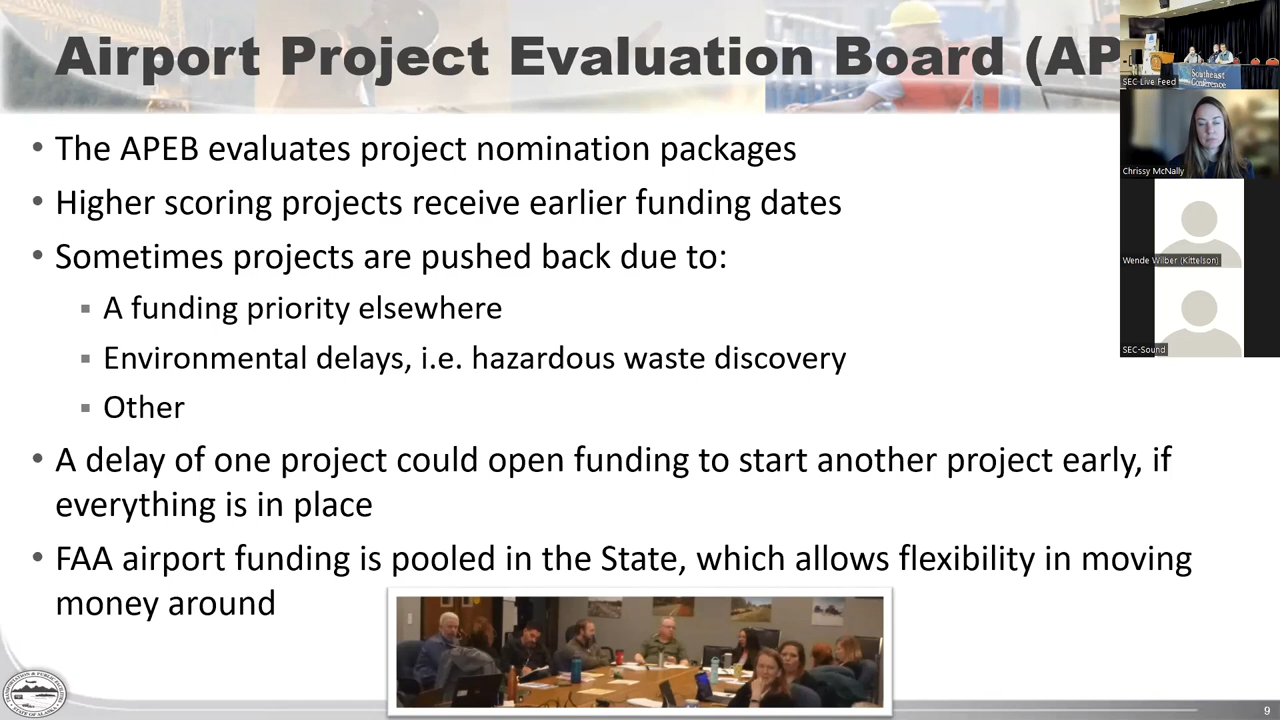 Airport Project Evaluation Board (AP
The APEB evaluates project nomination packages
Higher scoring projects receive earlier funding dates
Sometimes projects are pushed back due to:
A funding priority elsewhere
Environmental delays, i.e. hazardous waste discovery
Other
A delay of one project could open funding to start another project early, if
everything is in place
FAA airport funding is pooled in the State, which allows flexibility in moving
money around
Southeast
Conference
SEC-Live Feed
Chrissy McNally
Wende Wilber (Kittelson)
SEC-Sound
STATE OF ALASKA
9